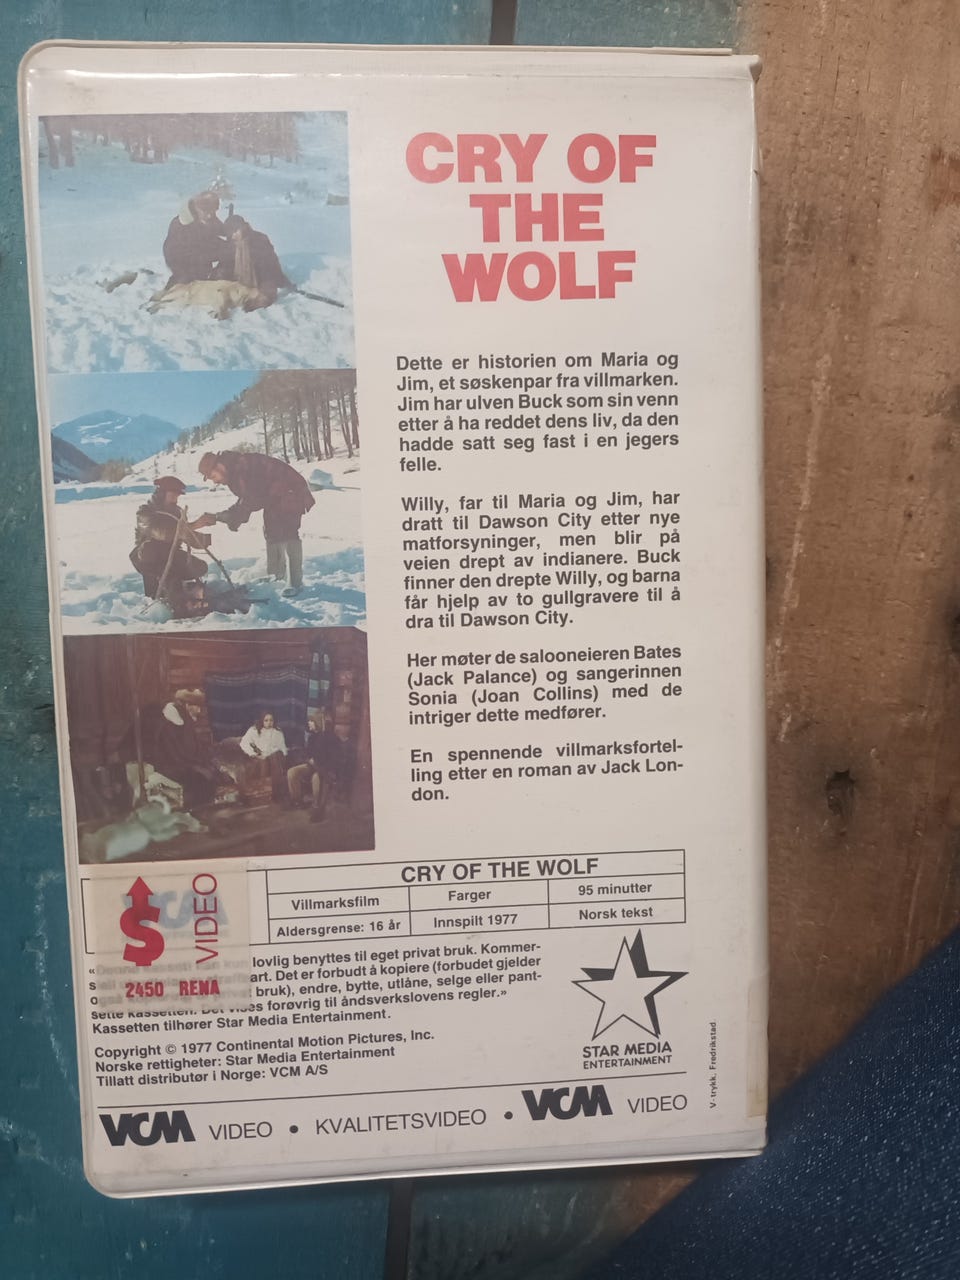 CRY OF
THE
WOLF
Dette er historien om Maria og
Jim, et søskenpar fra villmarken.
Jim har ulven Buck som sin venn
etter å ha reddet dens liv, da den
hadde satt seg fast i en jegers
felle.
Willy, far til Maria og Jim, har
dratt til Dawson City etter nye
matforsyninger, men blir på
veien drept av indianere. Buck
finner den drepte Willy, og barna
får hjelp av to gullgravere til å
dra til Dawson City.
Her møter de salooneieren Bates
(Jack Palance) og sangerinnen
Sonia (Joan Collins) med de
intriger dette medfører.
En spennende villmarksfortel-
ling etter en roman av Jack Lon-
don.
CRY OF THE WOLF
Villmarksfilm Farger 95 minutter
Aldersgrense: 16 år Innspilt 1977 Norsk tekst
VIDEO
2450 RENA
lovlig benyttes til eget privat bruk. Kommer-
art. Det er forbudt å kopiere (forbudet gjelder
bruk), endre, bytte, utlåne, selge eller pant-
sette kassetten. Det vises forøvrig til åndsverkslovens regler.»
Kassetten tilhører Star Media Entertainment.
Copyright © 1977 Continental Motion Pictures, Inc.
Norske rettigheter: Star Media Entertainment
Tillatt distributør i Norge: VCM A/S
STAR MEDIA
ENTERTAINMENT
V-trykk, Fredrikstad
VCM VIDEO • KVALITETSVIDEO • VCM VIDEO